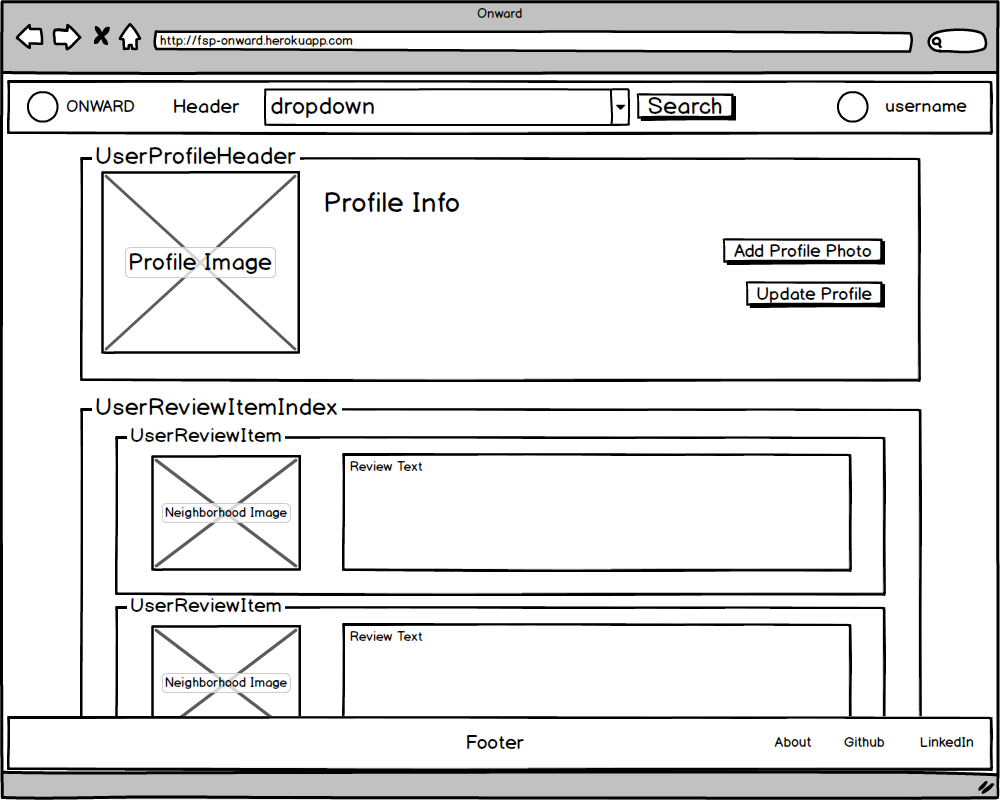 Onward
http://fsp-onward.herokuapp.com
ONWARD Header dropdown Search username
UserProfileHeader
Profile Info
Profile Image
Add Profile Photo
Update Profile
UserReviewItemIndex
UserReviewItem
Review Text
Neighborhood Image
UserReviewItem
Review Text
Neighborhood Image
Footer About Github LinkedIn